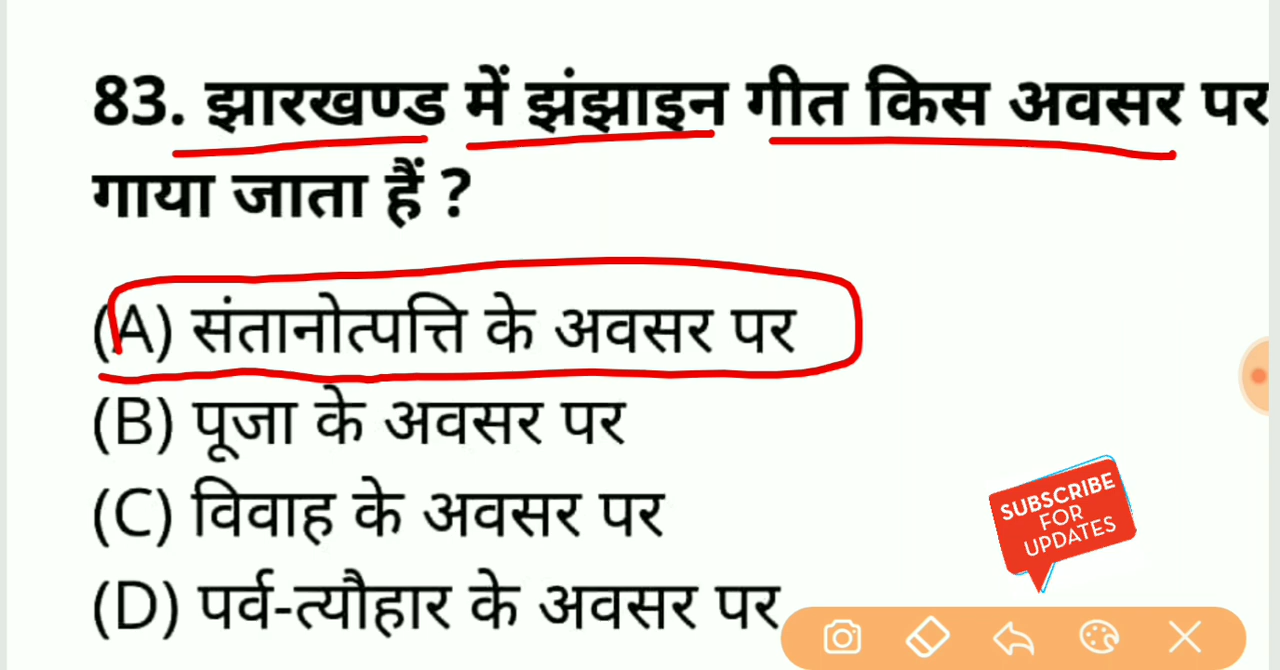 83. झारखण्ड में झंझाइन गीत किस अवसर पर
गाया जाता हैं ?
(A) संतानोत्पत्ति के अवसर पर
(B) पूजा के अवसर पर
(C) विवाह के अवसर पर
(D) पर्व-त्यौहार के अवसर पर
SUBSCRIBE
FOR
UPDATES